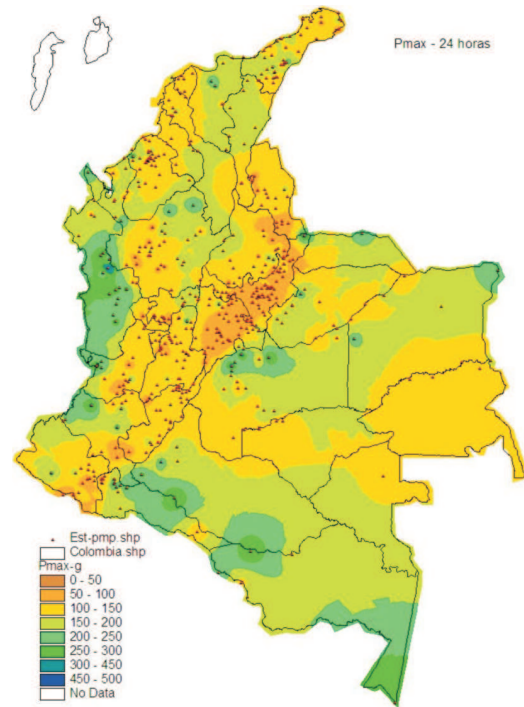 Pmax - 24 horas
Est-pmp.shp
Colombia.shp
Pmax-g
0 - 50
50 - 100
100 - 150
150 - 200
200 - 250
250 - 300
300 - 450
450 - 500
No Data